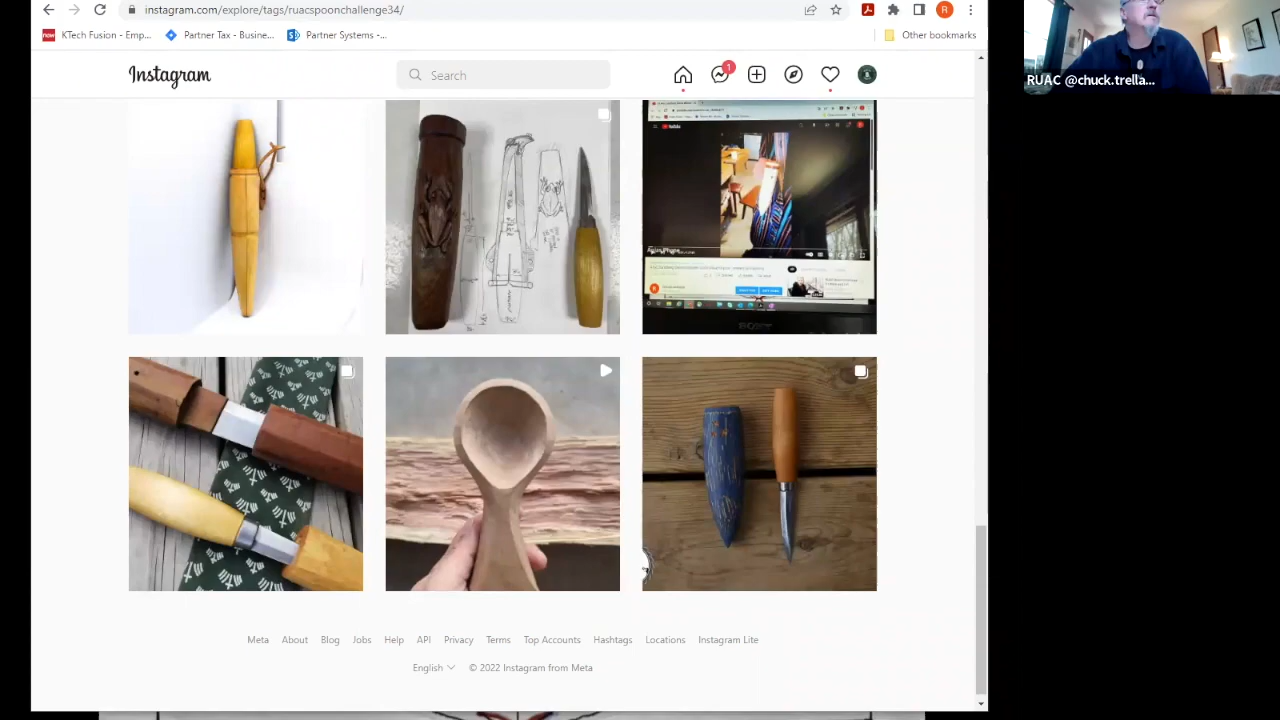 instagram.com/explore/tags/ruacspoonchallenge34/
KTech Fusion - Emp... Partner Tax - Busine... Partner Systems -... Other bookmarks
Instagram Search 1
RUAC @chuck.trella...
YouTube
Meta About Blog Jobs Help API Privacy Terms Top Accounts Hashtags Locations Instagram Lite
English © 2022 Instagram from Meta